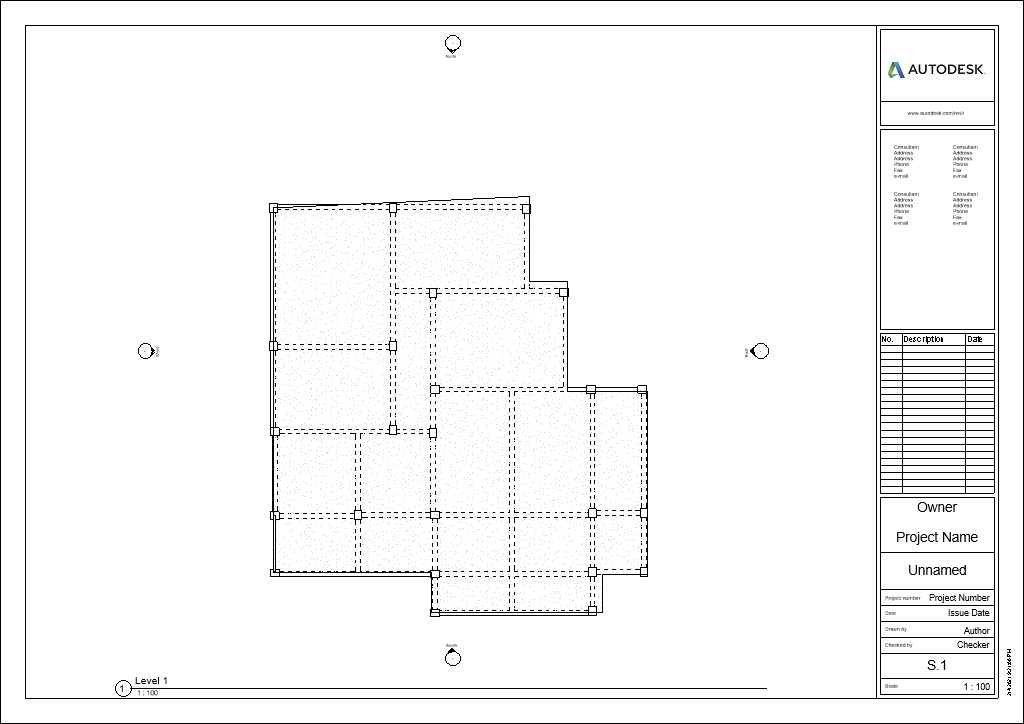 North
AUTODESK.
www.autodesk.com/revit
Consultant
Address
Address
Phone
Fax
e-mail
Consultant
Address
Address
Phone
Fax
e-mail
Consultant
Address
Address
Phone
Fax
e-mail
Consultant
Address
Address
Phone
Fax
e-mail
No. Description Date
East
South
Owner
Project Name
Unnamed
Project number Project Number
Date Issue Date
Drawn by Author
Checked by Checker
S.1
Scale 1 : 100
1 Level 1
1 : 100